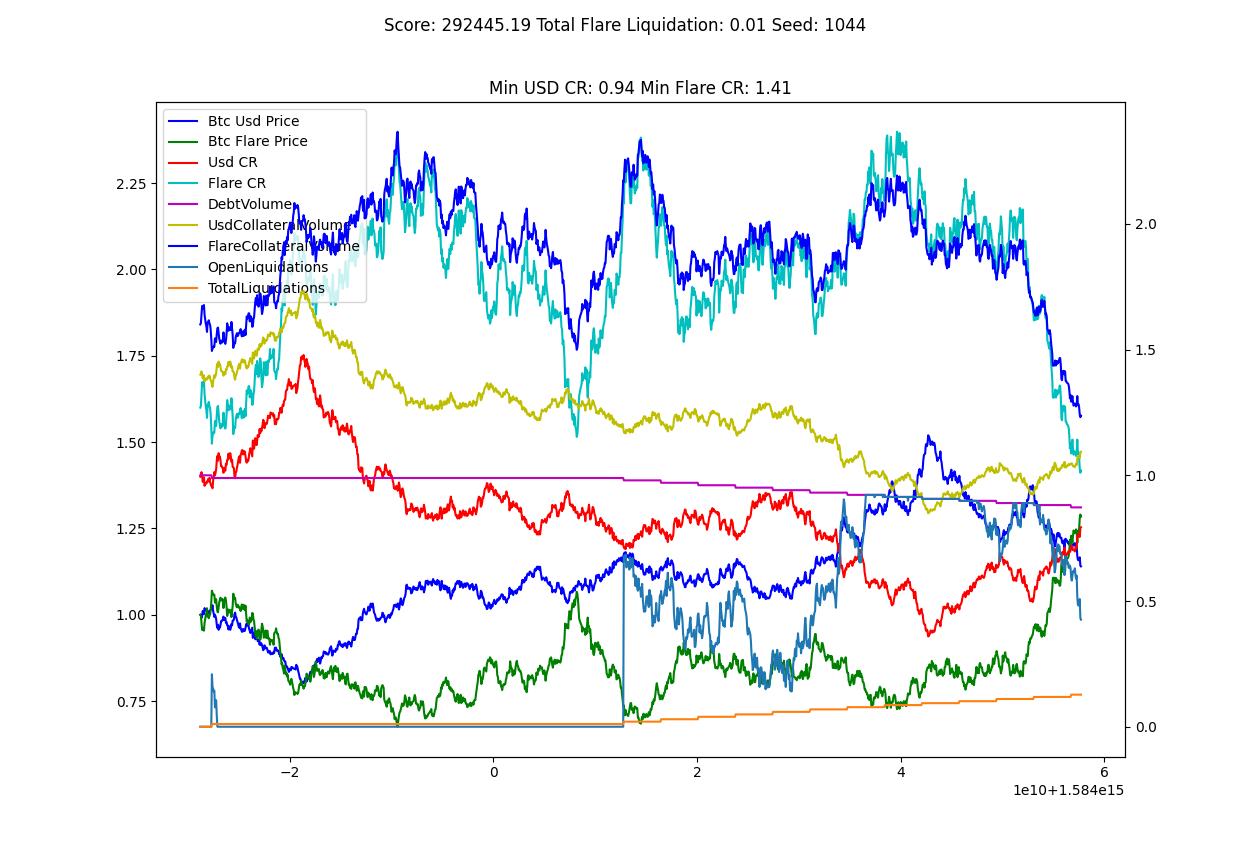 Score: 292445.19 Total Flare Liquidation: 0.01 Seed: 1044
Min USD CR: 0.94 Min Flare CR: 1.41
Btc Usd Price
Btc Flare Price
Usd CR
Flare CR
DebtVolume
UsdCollateralVolume
FlareCollateralVolume
OpenLiquidations
TotalLiquidations
2.25
2.00
1.75
1.50
1.25
1.00
0.75
2.0
1.5
1.0
0.5
0.0
−2
0
2
4
6
1e10+1.584e15